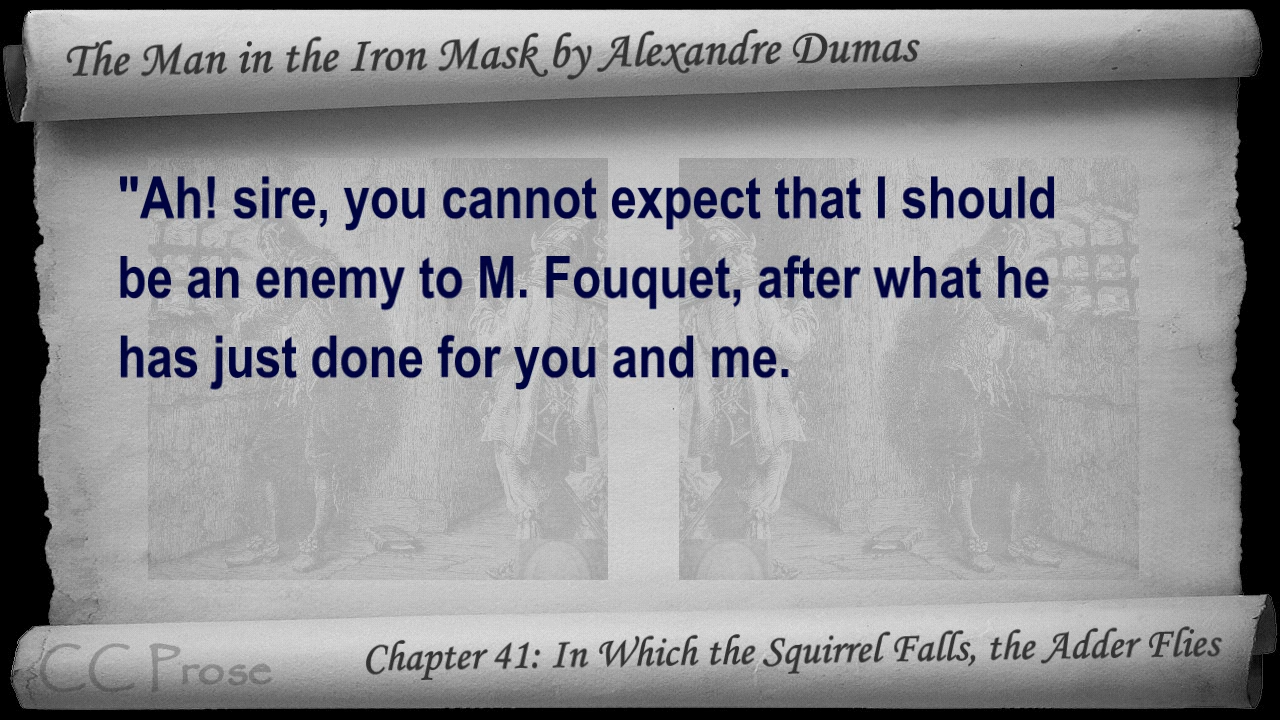 The Man in the Iron Mask by Alexandre Dumas
"Ah! sire, you cannot expect that I should
be an enemy to M. Fouquet, after what he
has just done for you and me.
CC Prose
Chapter 41: In Which the Squirrel Falls, the Adder Flies